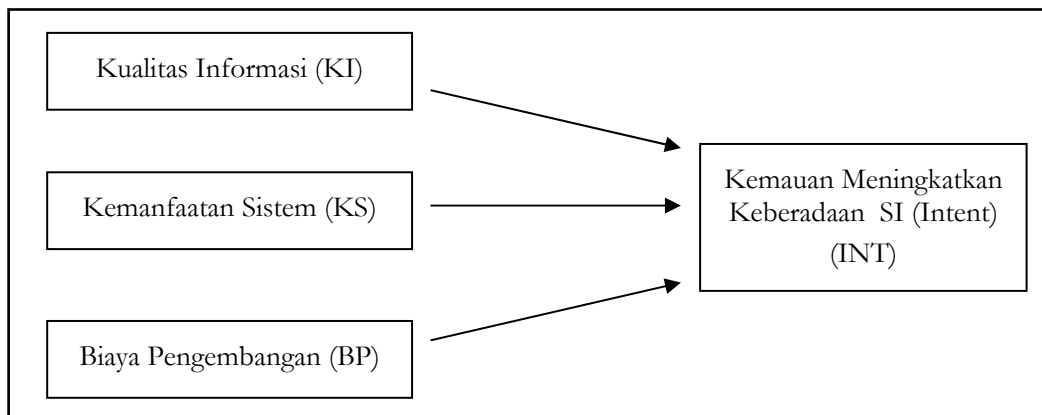 Kualitas Informasi (KI)
Kemanfaatan Sistem (KS)
Biaya Pengembangan (BP)
Kemauan Meningkatkan
Keberadaan SI (Intent)
(INT)